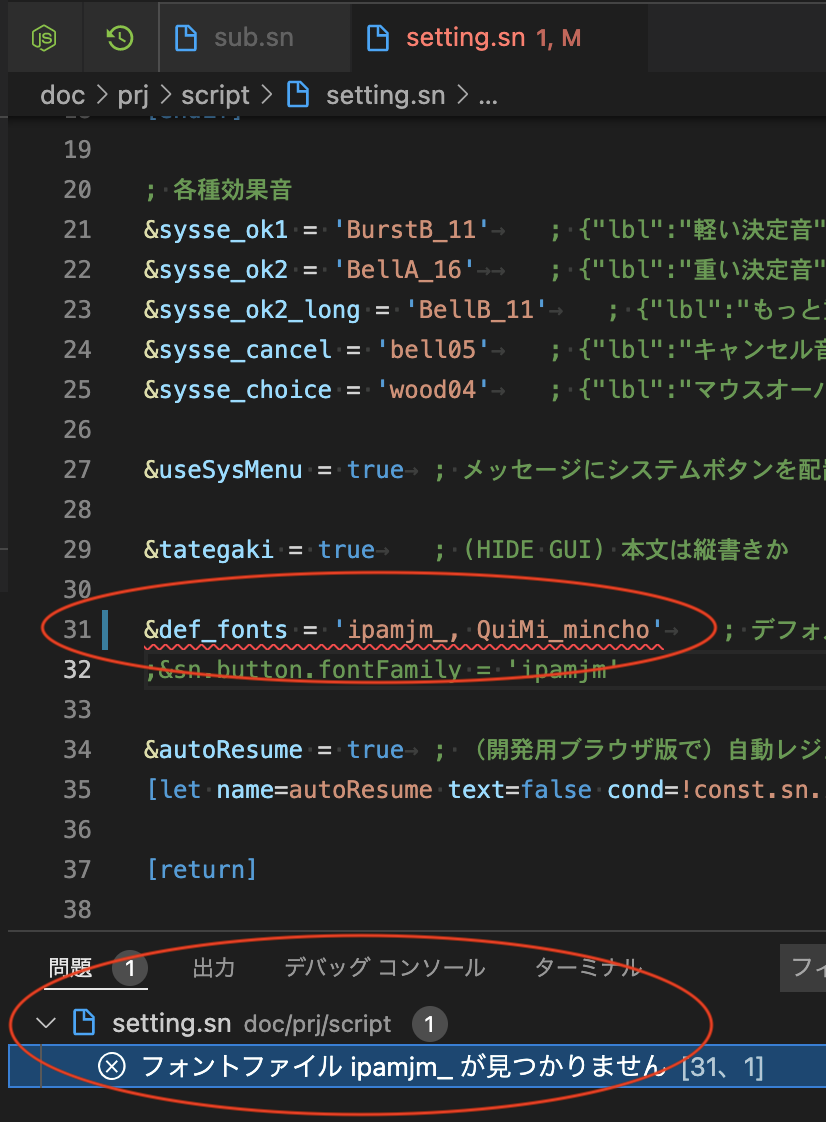 JS sub.sn setting.sn 1, M
doc > prj > script > setting.sn > ...
19
20 ; 各種効果音
21 &sysse_ok1 = 'BurstB_11'→ ; {"lbl":"軽い決定音"
22 &sysse_ok2 = 'BellA_16'→→ ; {"lbl":"重い決定音"
23 &sysse_ok2_long = 'BellB_11'→ ; {"lbl":"もっと
24 &sysse_cancel = 'bell05'→ ; {"lbl":"キャンセル音
25 &sysse_choice = 'wood04'→ ; {"lbl":"マウスオーバ
26
27 &useSysMenu = true→ ; メッセージにシステムボタンを配置
28
29 &tategaki = true→ ; (HIDE GUI) 本文は縦書きか
30
31 &def_fonts = 'ipamjm_, QuiMi_mincho'→ ; デフォ
32 ;&sn.button.fontFamily = 'ipamjm'
33
34 &autoResume = true→ ; （開発用ブラウザ版で）自動レジ
35 [let name=autoResume text=false cond=!const.sn.
36
37 [return]
38
問題 1 出力 デバッグ コンソール ターミナル フィ
setting.sn doc/prj/script 1
フォントファイル ipamjm_ が見つかりません [31、1]